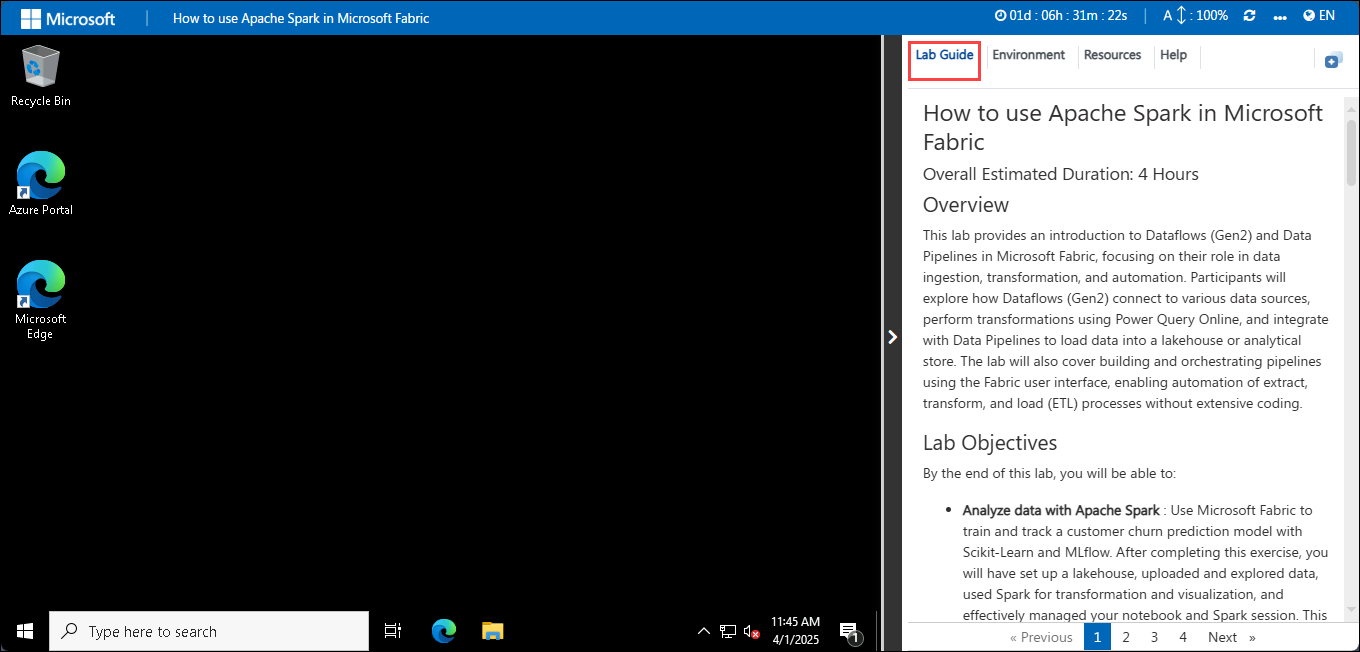 Microsoft
How to use Apache Spark in Microsoft Fabric
01d : 06h : 31m : 22s
A : 100%
EN
Recycle Bin
Azure Portal
Microsoft
Edge
Lab Guide
Environment
Resources
Help
How to use Apache Spark in Microsoft
Fabric
Overall Estimated Duration: 4 Hours
Overview
This lab provides an introduction to Dataflows (Gen2) and Data
Pipelines in Microsoft Fabric, focusing on their role in data
ingestion, transformation, and automation. Participants will
explore how Dataflows (Gen2) connect to various data sources,
perform transformations using Power Query Online, and integrate
with Data Pipelines to load data into a lakehouse or analytical
store. The lab will also cover building and orchestrating pipelines
using the Fabric user interface, enabling automation of extract,
transform, and load (ETL) processes without extensive coding.
Lab Objectives
By the end of this lab, you will be able to:
Analyze data with Apache Spark : Use Microsoft Fabric to
train and track a customer churn prediction model with
Scikit-Learn and MLflow. After completing this exercise, you
will have set up a lakehouse, uploaded and explored data,
used Spark for transformation and visualization, and
effectively managed your notebook and Spark session. This
« Previous 1 2 3 4 Next »
Type here to search
11:45 AM
4/1/2025
1